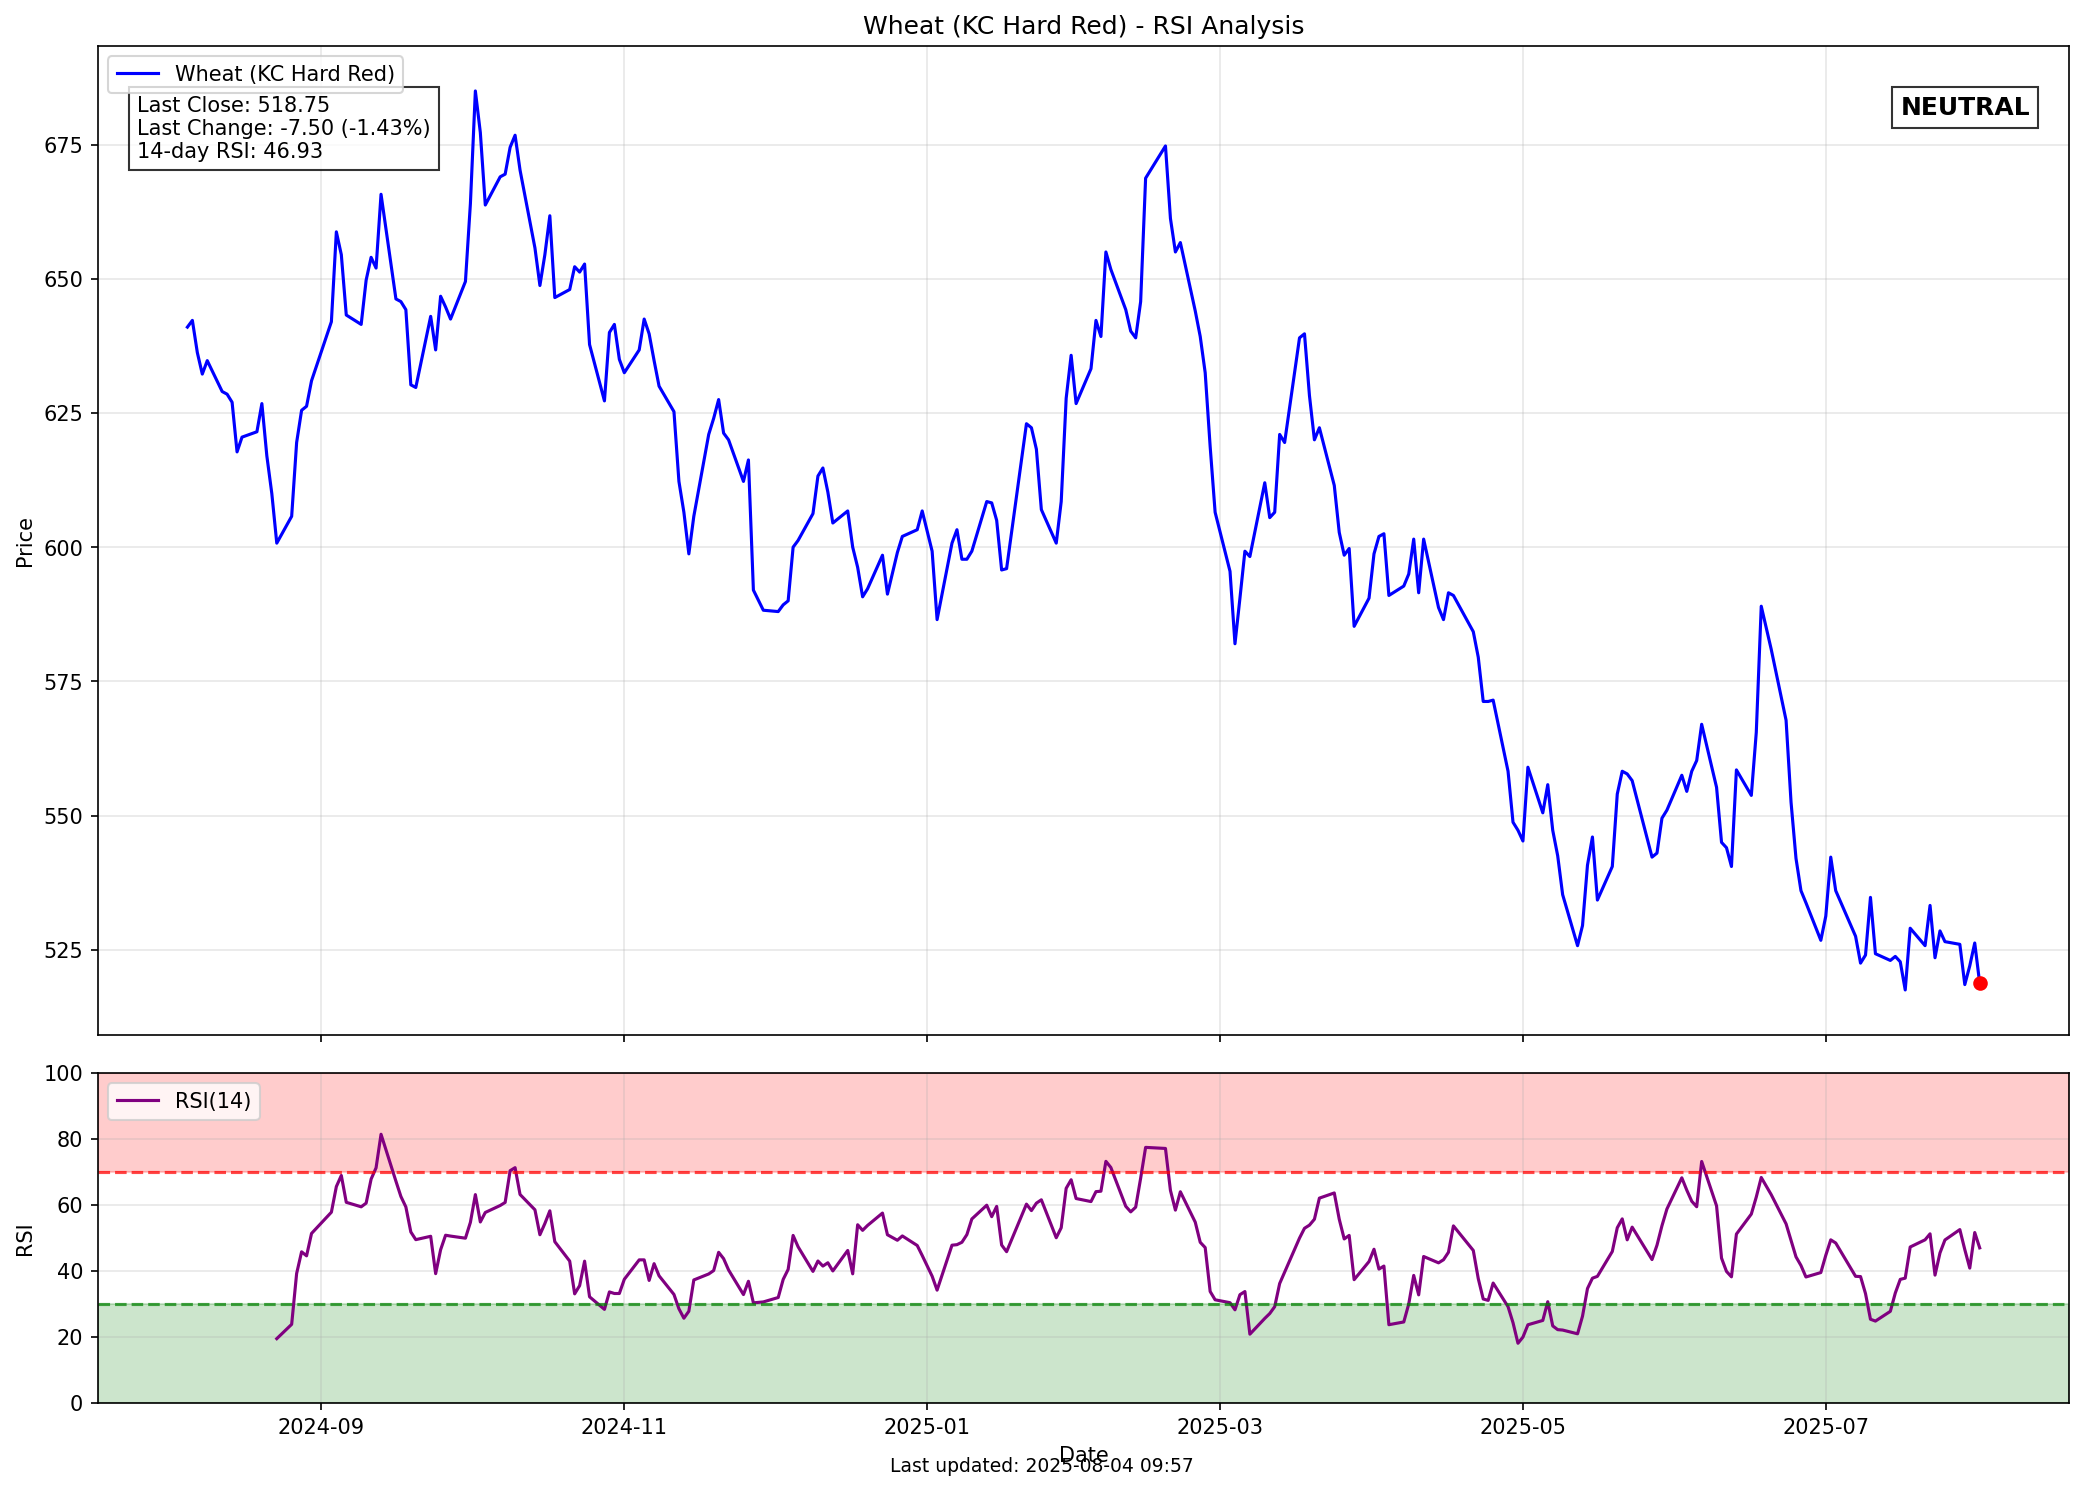 Wheat (KC Hard Red) - RSI Analysis
Wheat (KC Hard Red)
Last Close: 518.75
Last Change: -7.50 (-1.43%)
14-day RSI: 46.93
NEUTRAL
Price
675
650
625
600
575
550
525
RSI(14)
RSI
100
80
60
40
20
0
2024-09
2024-11
2025-01
2025-03
2025-05
2025-07
Date
Last updated: 2025-08-04 09:57